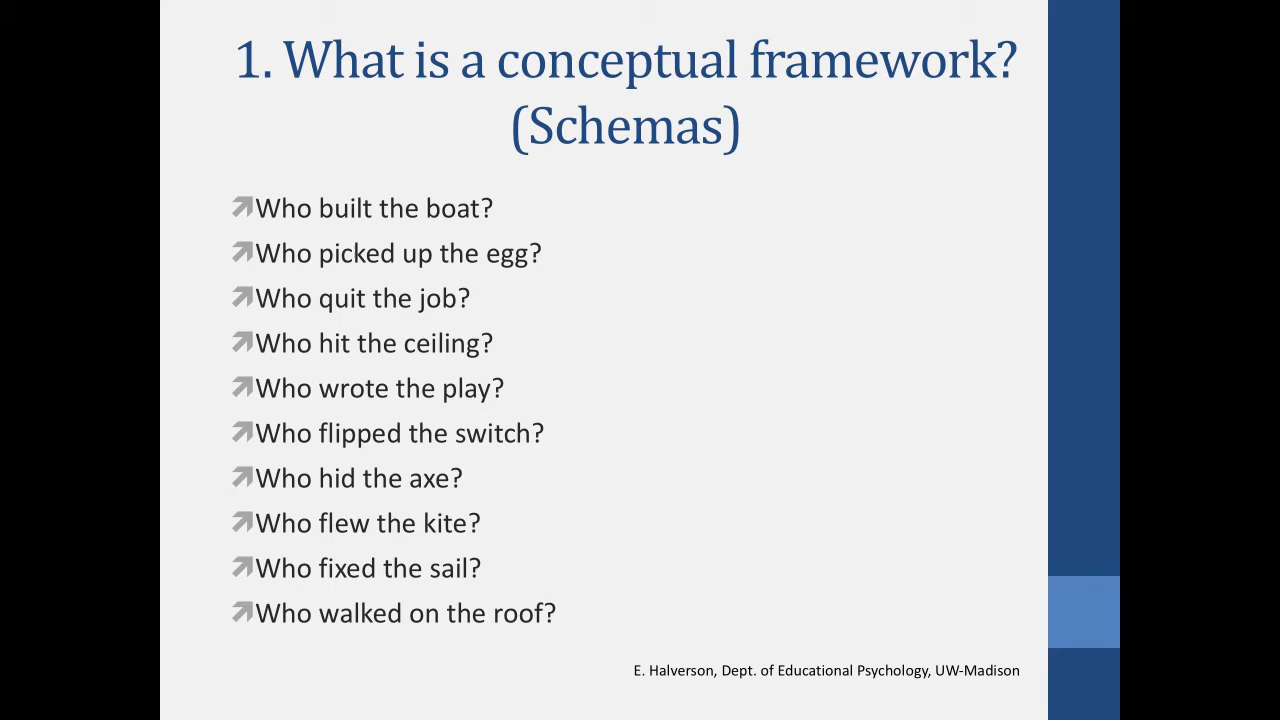 1. What is a conceptual framework?
(Schemas)
Who built the boat?
Who picked up the egg?
Who quit the job?
Who hit the ceiling?
Who wrote the play?
Who flipped the switch?
Who hid the axe?
Who flew the kite?
Who fixed the sail?
Who walked on the roof?
E. Halverson, Dept. of Educational Psychology, UW-Madison